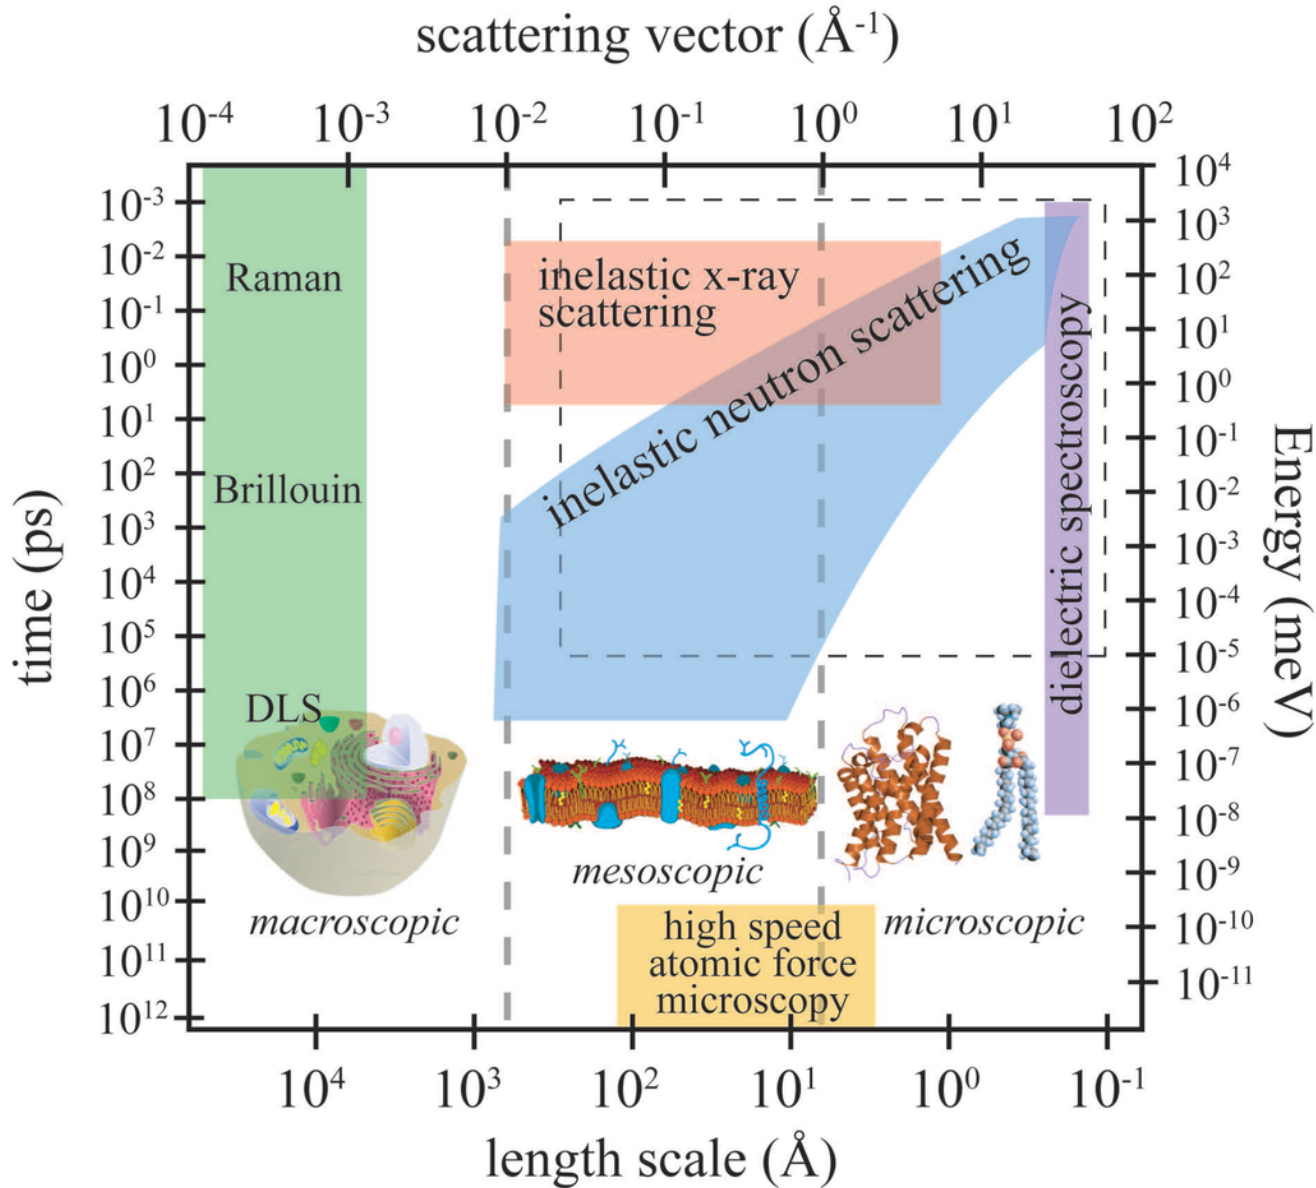 scattering vector (Å⁻¹)
10⁻⁴ 10⁻³ 10⁻² 10⁻¹ 10⁰ 10¹ 10²
time (ps)
10⁻³
10⁻²
10⁻¹
10⁰
10¹
10²
10³
10⁴
10⁵
10⁶
10⁷
10⁸
10⁹
10¹⁰
10¹¹
10¹²
Raman
Brillouin
DLS
inelastic x-ray
scattering
inelastic neutron scattering
dielectric spectroscopy
macroscopic
mesoscopic
microscopic
high speed
atomic force
microscopy
10⁴
10³
10²
10¹
10⁰
10⁻¹
10⁻²
10⁻³
10⁻⁴
10⁻⁵
10⁻⁶
10⁻⁷
10⁻⁸
10⁻⁹
10⁻¹⁰
10⁻¹¹
Energy (meV)
10⁴ 10³ 10² 10¹ 10⁰ 10⁻¹
length scale (Å)